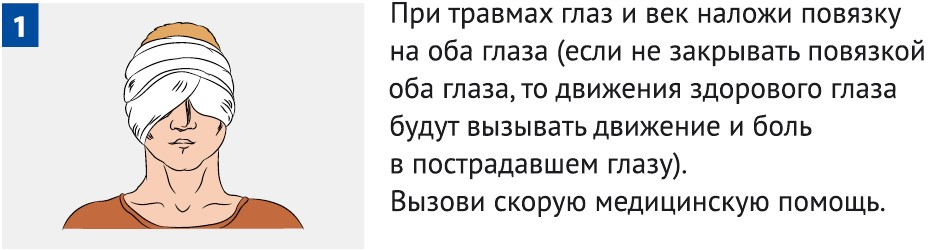 1
При травмах глаз и век наложи повязку
на оба глаза (если не закрывать повязкой
оба глаза, то движения здорового глаза
будут вызывать движение и боль
в пострадавшем глазу).
Вызови скорую медицинскую помощь.